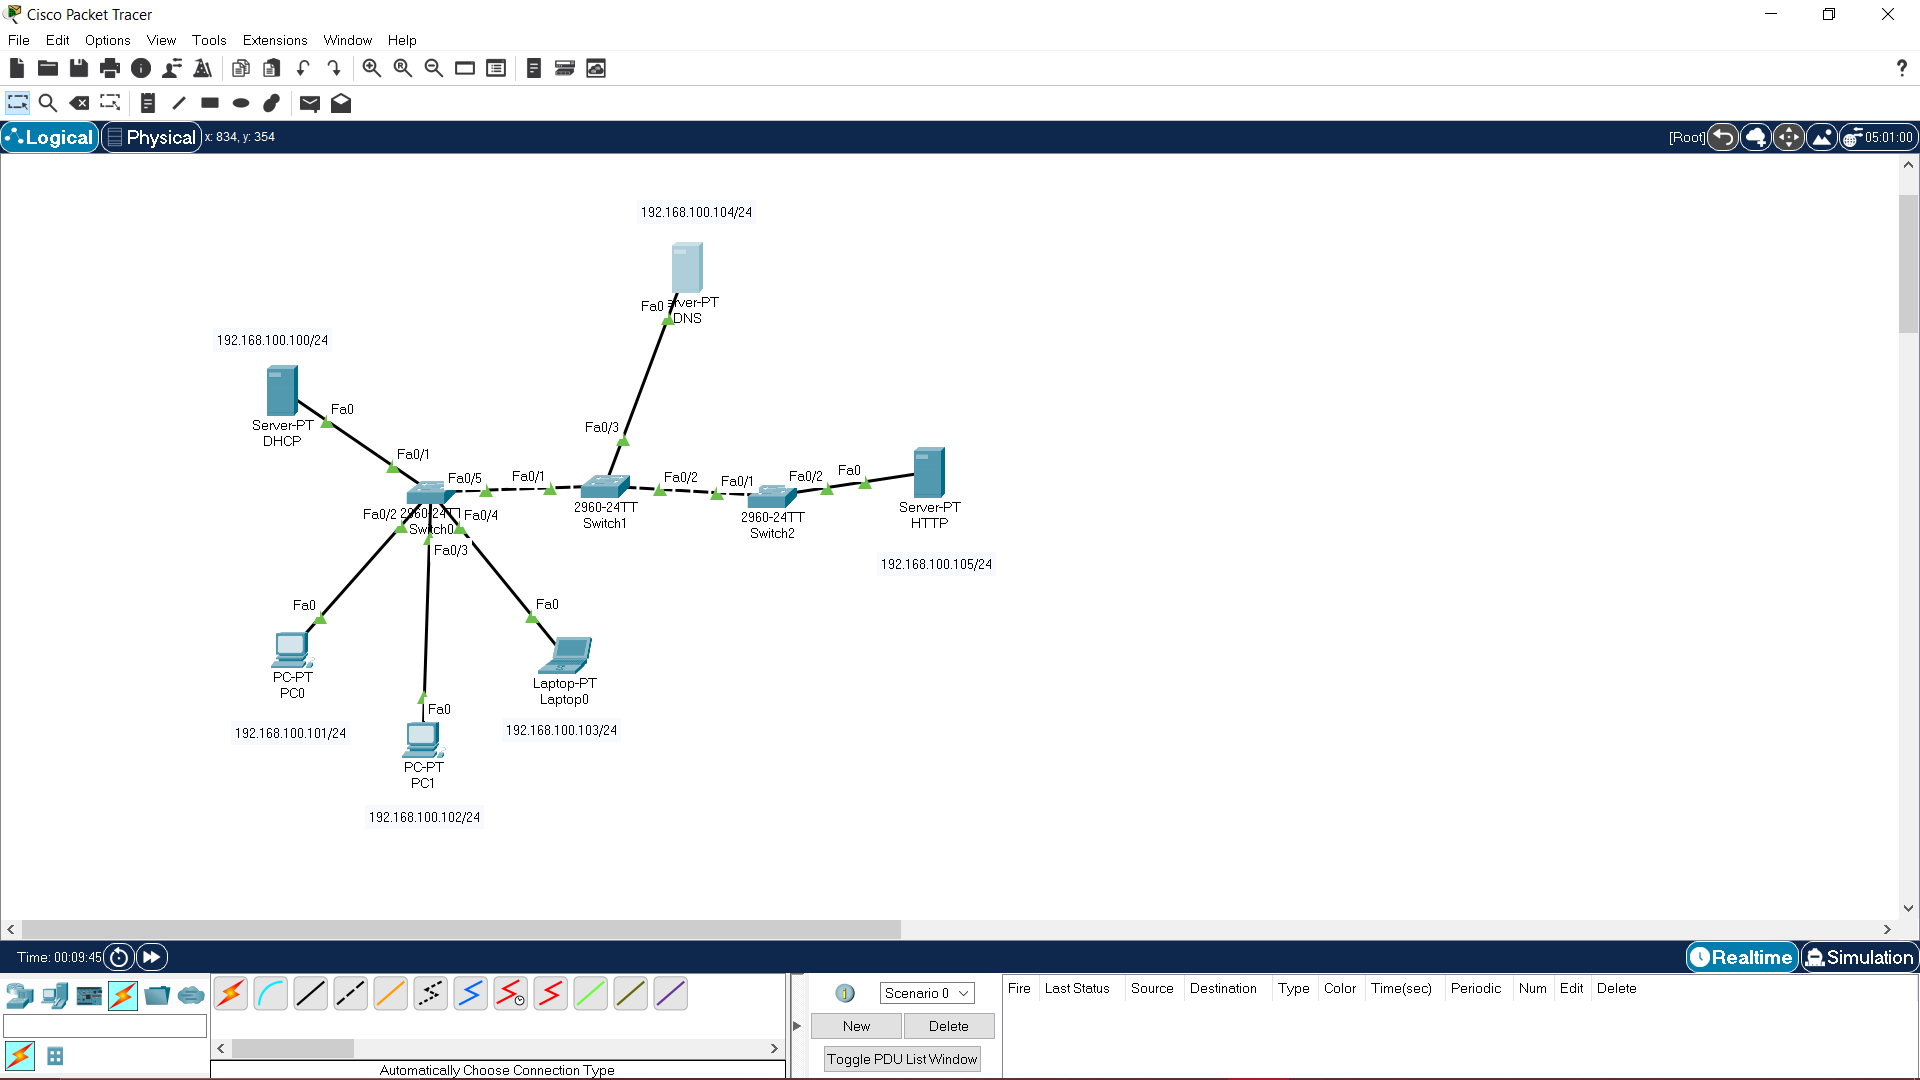 Cisco Packet Tracer
File Edit Options View Tools Extensions Window Help
?
Logical Physical x: 834, y: 354 [Root] 05:01:00
192.168.100.104/24
Fa0 erver-PT
DNS
192.168.100.100/24
Fa0
Server-PT
DHCP
Fa0/3
Fa0/1
Fa0/5 Fa0/1 Fa0/2 Fa0/1 Fa0/2 Fa0
Fa0/2 2960-24TT Fa0/4
Switch0
Fa0/3
2960-24TT
Switch1
2960-24TT
Switch2
Server-PT
HTTP
192.168.100.105/24
Fa0
PC-PT
PC0
192.168.100.101/24
Fa0
Laptop-PT
Laptop0
192.168.100.103/24
Fa0
PC-PT
PC1
192.168.100.102/24
Time: 00:09:45 Realtime Simulation
Scenario 0
New Delete
Toggle PDU List Window
Fire Last Status Source Destination Type Color Time(sec) Periodic Num Edit Delete
Automatically Choose Connection Type